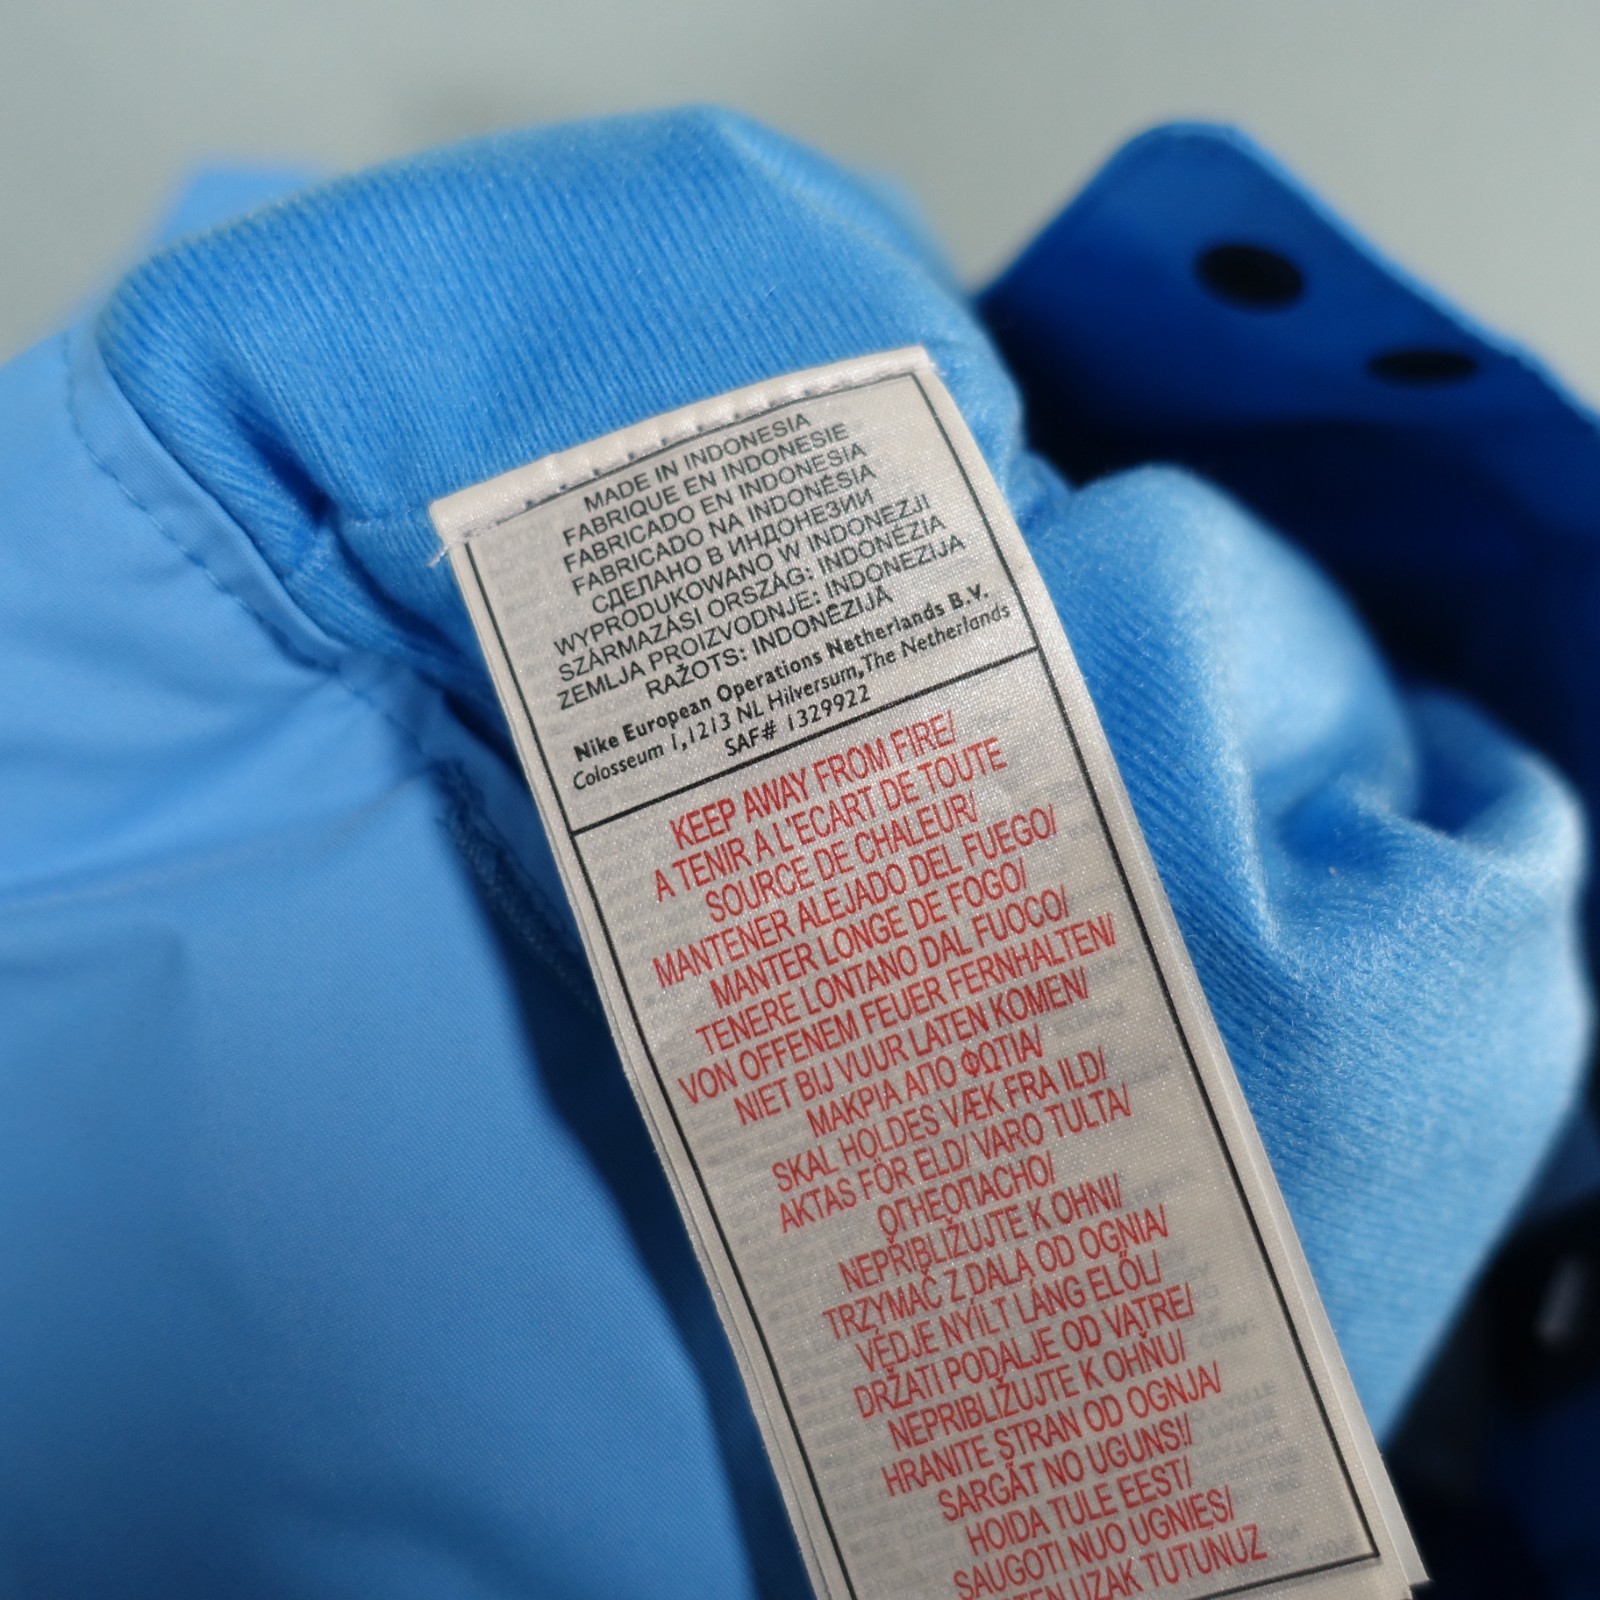 MADE IN INDONESIA
FABRIQUE EN INDONESIE
FABRICADO EN INDONESIA
FABRICADO NA INDONÉSIA
СДЕЛАНО В ИНДОНЕЗИИ
WYPRODUKOWANO W INDONEZJI
SZÁRMAZÁSI ORSZÁG: INDONÉZIA
ZEMLJA PROIZVODNJE: INDONEZIJA
RAŽOTS: INDONĒZIJĀ
Nike European Operations Netherlands B.V.
Colosseum 1,1213 NL Hilversum,The Netherlands
SAF# 1329922
KEEP AWAY FROM FIRE/
A TENIR A L'ECART DE TOUTE
SOURCE DE CHALEUR/
MANTENER ALEJADO DEL FUEGO/
MANTER LONGE DE FOGO/
TENERE LONTANO DAL FUOCO/
VON OFFENEM FEUER FERNHALTEN/
NIET BIJ VUUR LATEN KOMEN/
ΜΑΚΡΙΑ ΑΠΟ ΦΩΤΙΑ/
SKAL HOLDES VÆK FRA ILD/
AKTAS FÖR ELD/ VARO TULTA/
ОГНЕОПАСНО/
NEPŘIBLIŽUJTE K OHNI/
TRZYMAĆ Z DALA OD OGNIA/
VÉDJE NYÍLT LÁNG ELŐL/
DRŽATI PODALJE OD VATRE/
NEPRIBLIŽUJTE K OHŇU/
HRANITE STRAN OD OGNJA/
SARGĀT NO UGUNS!/
HOIDA TULE EEST/
SAUGOTI NUO UGNIES/
UZAK TUTUNUZ